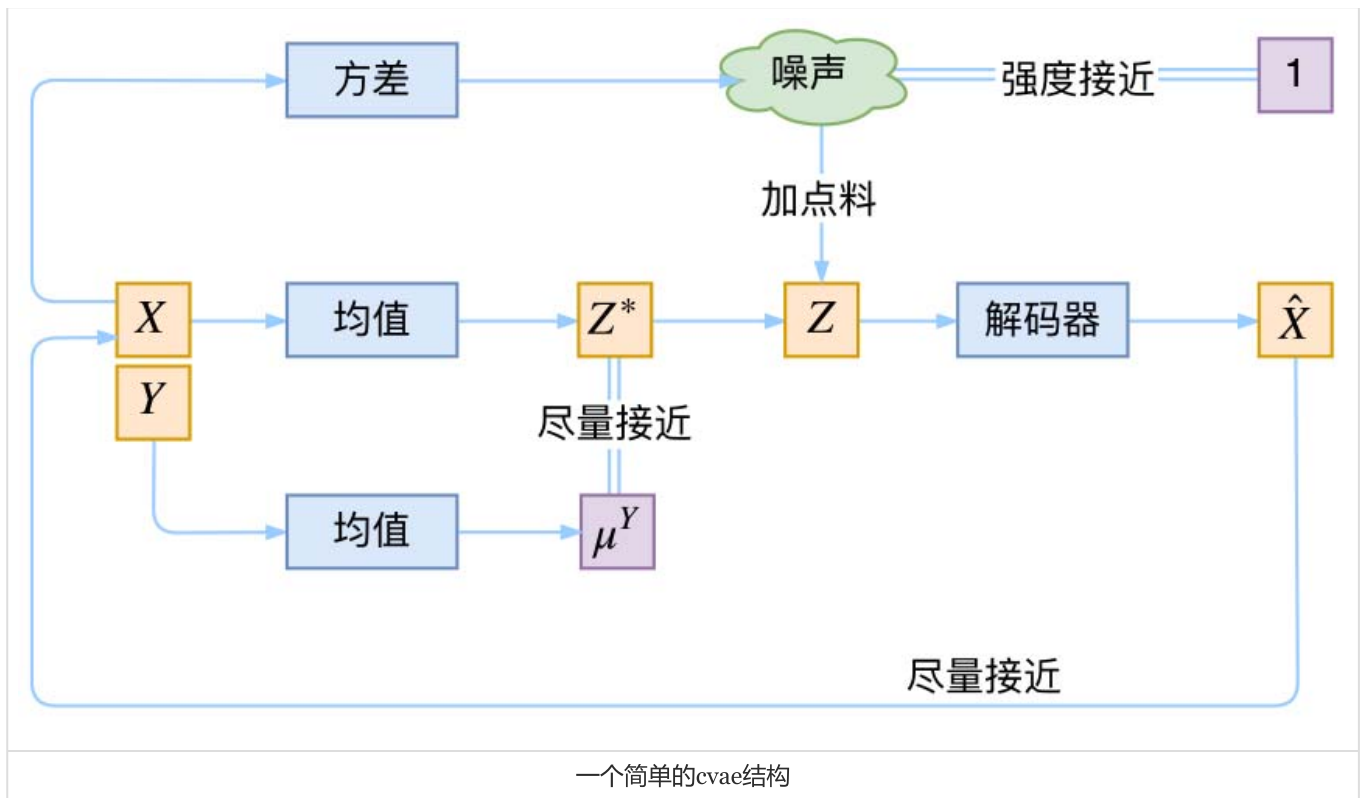 方差
噪声
强度接近
1
加点料
X
均值
Z*
Z
解码器
X̂
Y
尽量接近
均值
μ^Y
尽量接近
一个简单的cvae结构